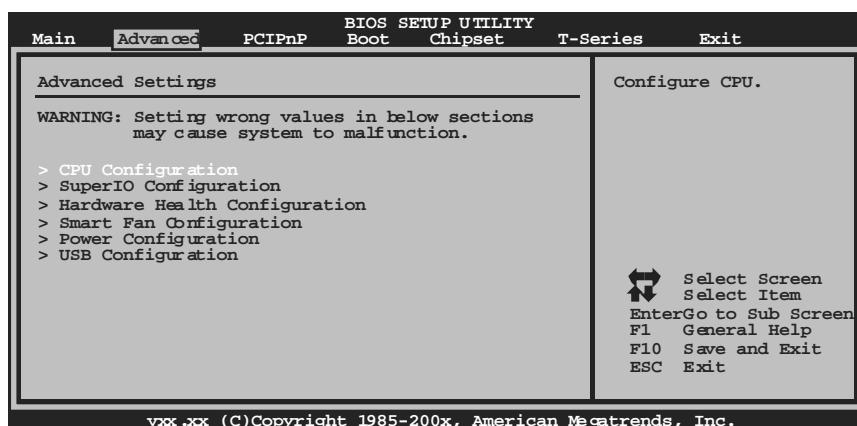 BIOS SETUP UTILITY
Main Advanced PCIPnP Boot Chipset T-Series Exit
Advanced Settings
WARNING: Setting wrong values in below sections
may cause system to malfunction.
> CPU Configuration
> SuperIO Configuration
> Hardware Health Configuration
> Smart Fan Configuration
> Power Configuration
> USB Configuration
Configure CPU.
Select Screen
Select Item
EnterGo to Sub Screen
F1 General Help
F10 Save and Exit
ESC Exit
vxx.xx (C)Copyright 1985-200x, American Megatrends, Inc.